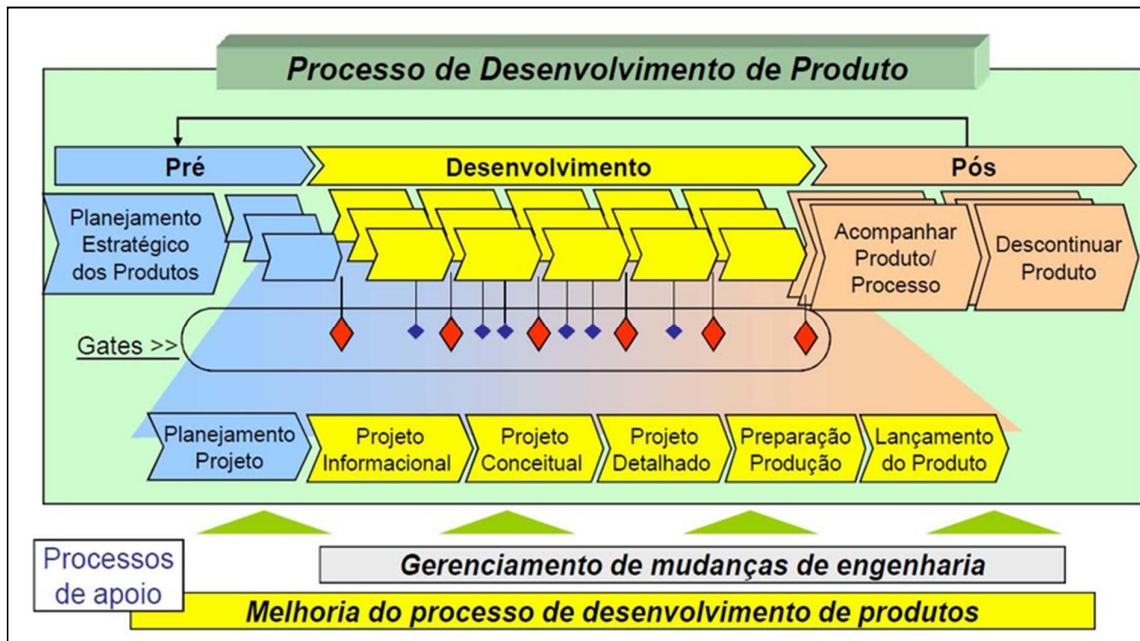 Processo de Desenvolvimento de Produto
Pré
Desenvolvimento
Pós
Planejamento
Estratégico
dos Produtos
Acompanhar
Produto/
Processo
Descontinuar
Produto
Gates >>
Planejamento
Projeto
Projeto
Informacional
Projeto
Conceitual
Projeto
Detalhado
Preparação
Produção
Lançamento
do Produto
Processos
de apoio
Gerenciamento de mudanças de engenharia
Melhoria do processo de desenvolvimento de produtos